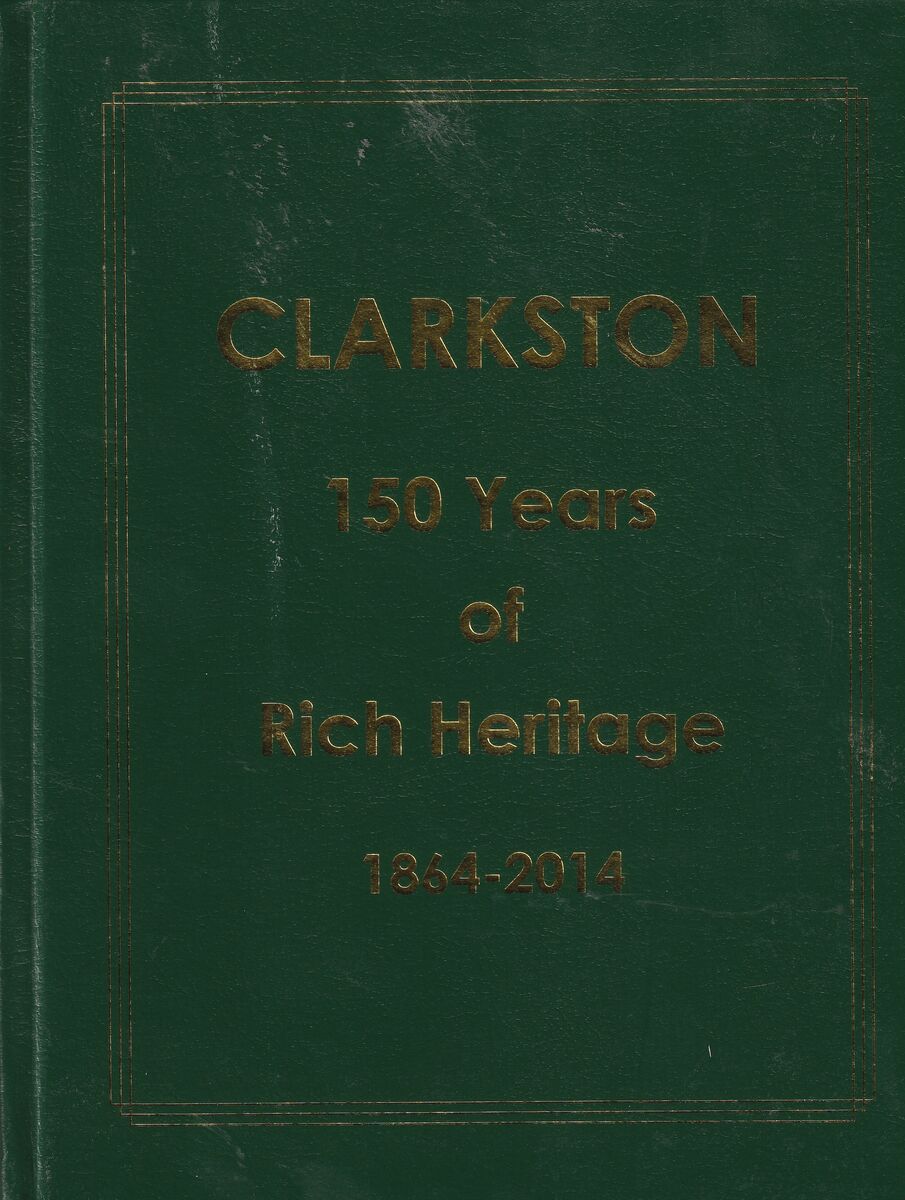 CLARKSTON
150 Years
of
Rich Heritage
1864-2014